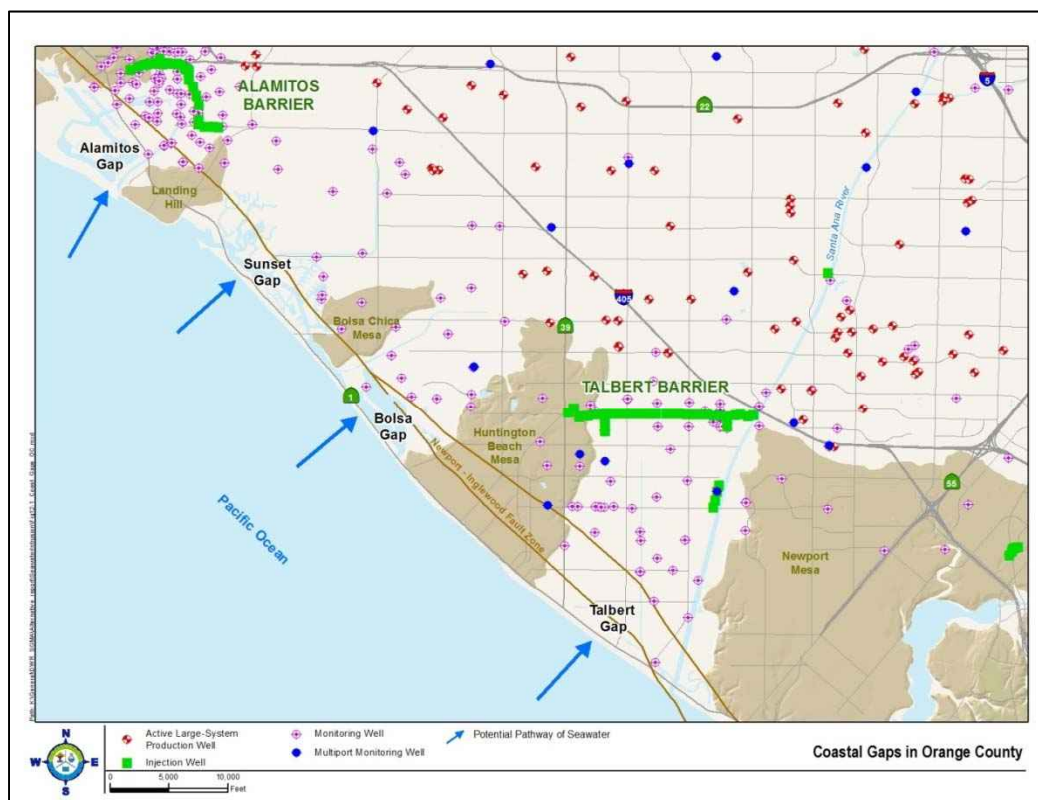 ALAMITOS
BARRIER
5
22
Alamitos
Gap
Landing
Hill
Santa Ana River
Sunset
Gap
405
Bolsa Chica
Mesa
39
TALBERT BARRIER
1
Bolsa
Gap
Huntington
Beach
Mesa
Newport - Inglewood Fault Zone
55
Pacific Ocean
Newport
Mesa
Talbert
Gap
N
W
E
S
Active Large-System
Production Well
Injection Well
Monitoring Well
Multiport Monitoring Well
Potential Pathway of Seawater
0
5,000
10,000
Feet
Coastal Gaps in Orange County